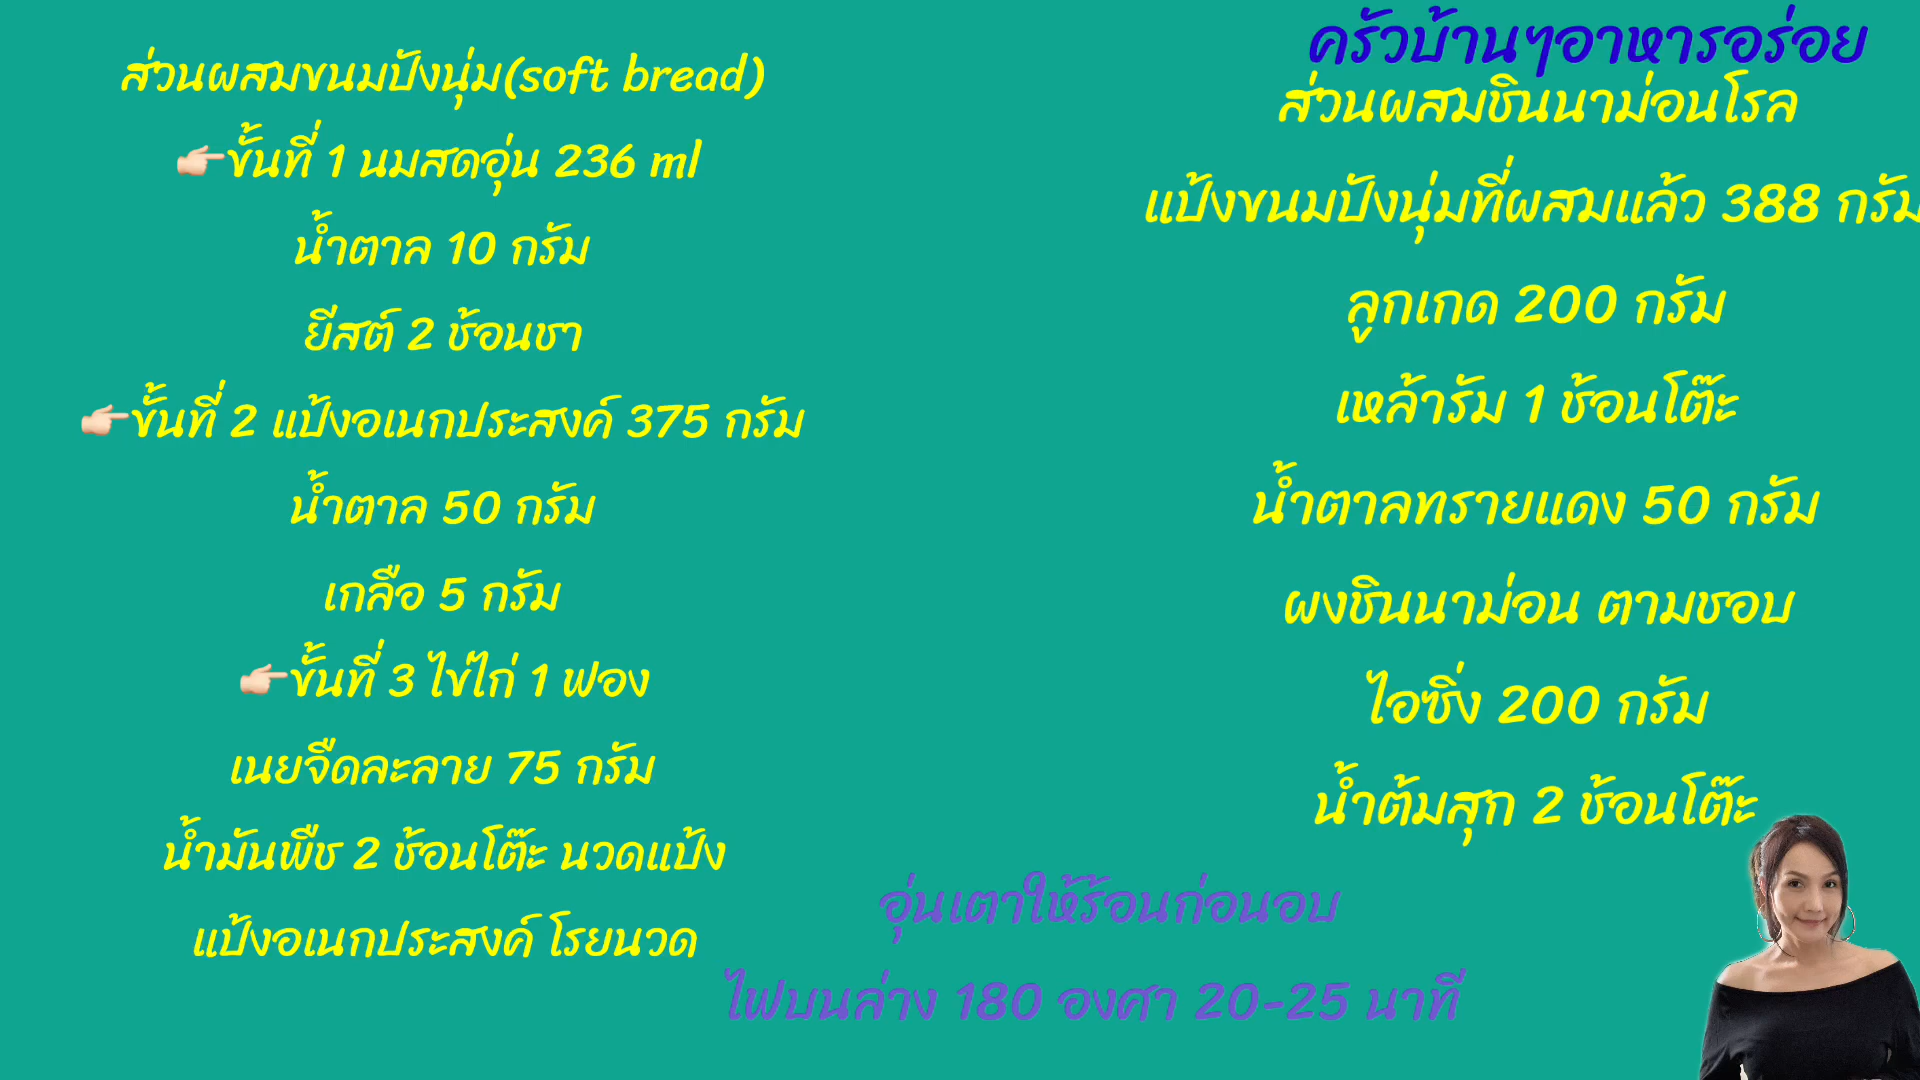 ส่วนผสมขนมปังนุ่ม(soft bread)
👉🏻ขั้นที่ 1 นมสดอุ่น 236 ml
น้ำตาล 10 กรัม
ยีสต์ 2 ช้อนชา
👉🏻ขั้นที่ 2 แป้งอเนกประสงค์ 375 กรัม
น้ำตาล 50 กรัม
เกลือ 5 กรัม
👉🏻ขั้นที่ 3 ไข่ไก่ 1 ฟอง
เนยจืดละลาย 75 กรัม
น้ำมันพืช 2 ช้อนโต๊ะ นวดแป้ง
แป้งอเนกประสงค์ โรยนวด
ครัวบ้านๆอาหารอร่อย
ส่วนผสมชินนาม่อนโรล
แป้งขนมปังนุ่มที่ผสมแล้ว 388 กรัม
ลูกเกด 200 กรัม
เหล้ารัม 1 ช้อนโต๊ะ
น้ำตาลทรายแดง 50 กรัม
ผงชินนาม่อน ตามชอบ
ไอซิ่ง 200 กรัม
น้ำต้มสุก 2 ช้อนโต๊ะ
อุ่นเตาให้ร้อนก่อนอบ
ไฟบนล่าง 180 องศา 20-25 นาที